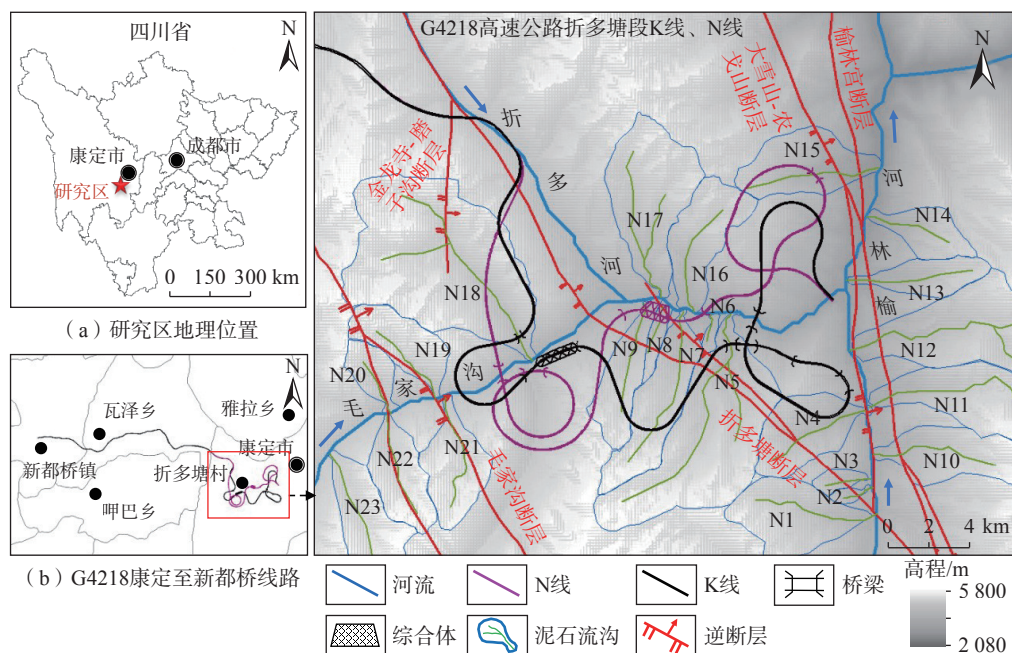 四川省
N
成都市
康定市
研究区
0 150 300 km
（a）研究区地理位置
N
瓦泽乡
雅拉乡
康定市
新都桥镇
折多塘村
呷巴乡
（b）G4218康定至新都桥线路
G4218高速公路折多塘段K线、N线
N
大雪山-农
戈山断层
榆林宫断层
金龙寺-磨
子沟断层
折
多
河
N15
河
N17
N14
林
N16
N18
N13
榆
N6
N19
N9
N8
N7
N12
沟
N20
家
N5
毛
N4
N11
折多塘断层
N21
N22
毛家沟断层
N3
N10
N2
N23
N1
0 2 4 km
河流
N线
K线
桥梁
综合体
泥石流沟
逆断层
高程/m
5 800
2 080